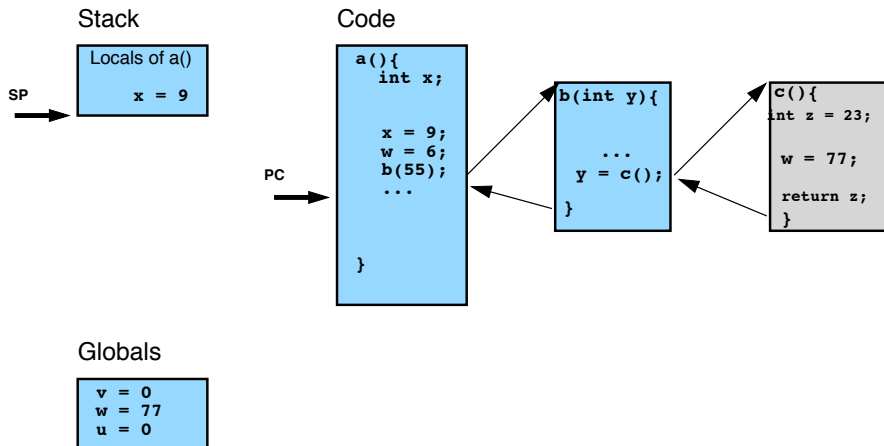 Stack
Locals of a()
x = 9
SP
Code
a(){
int x;
x = 9;
w = 6;
b(55);
...
}
PC
b(int y){
...
y = c();
}
c(){
int z = 23;
w = 77;
return z;
}
Globals
v = 0
w = 77
u = 0